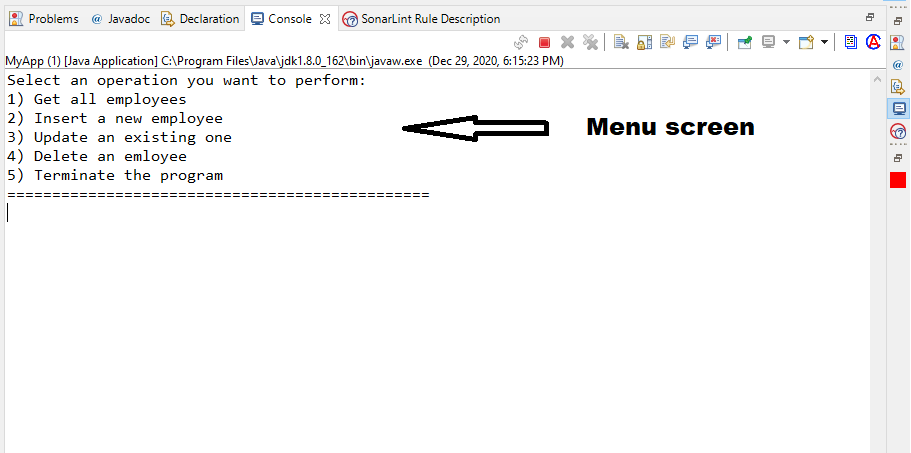 Problems @ Javadoc Declaration Console SonarLint Rule Description
MyApp (1) [Java Application] C:\Program Files\Java\jdk1.8.0_162\bin\javaw.exe (Dec 29, 2020, 6:15:23 PM)
Select an operation you want to perform:
1) Get all employees
2) Insert a new employee
3) Update an existing one
4) Delete an emloyee
5) Terminate the program
===============================================
Menu screen